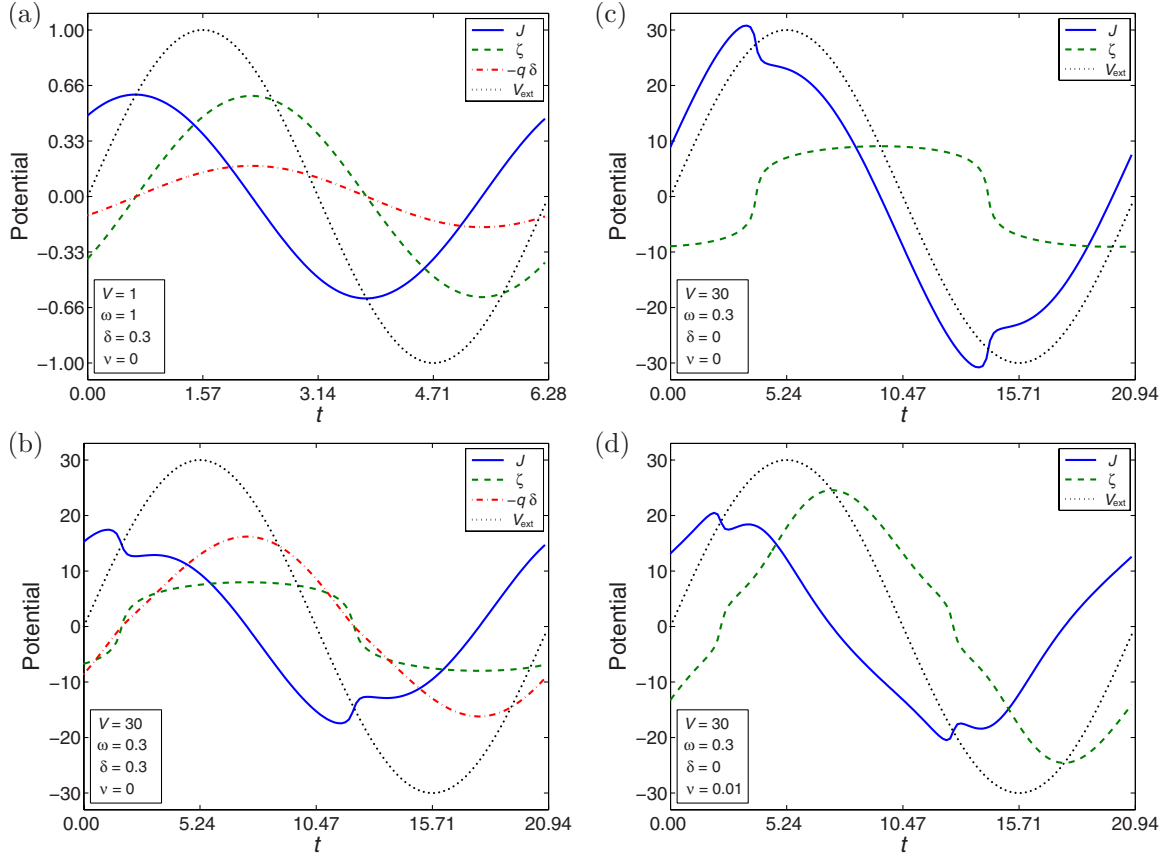 (a)
Potential
1.00
0.66
0.33
0.00
−0.33
−0.66
−1.00
J
ζ
−q δ
V_ext
V = 1
ω = 1
δ = 0.3
ν = 0
0.00 1.57 3.14 4.71 6.28
t
(c)
Potential
30
20
10
0
−10
−20
−30
J
ζ
V_ext
V = 30
ω = 0.3
δ = 0
ν = 0
0.00 5.24 10.47 15.71 20.94
t
(b)
Potential
30
20
10
0
−10
−20
−30
J
ζ
−q δ
V_ext
V = 30
ω = 0.3
δ = 0.3
ν = 0
0.00 5.24 10.47 15.71 20.94
t
(d)
Potential
30
20
10
0
−10
−20
−30
J
ζ
V_ext
V = 30
ω = 0.3
δ = 0
ν = 0.01
0.00 5.24 10.47 15.71 20.94
t